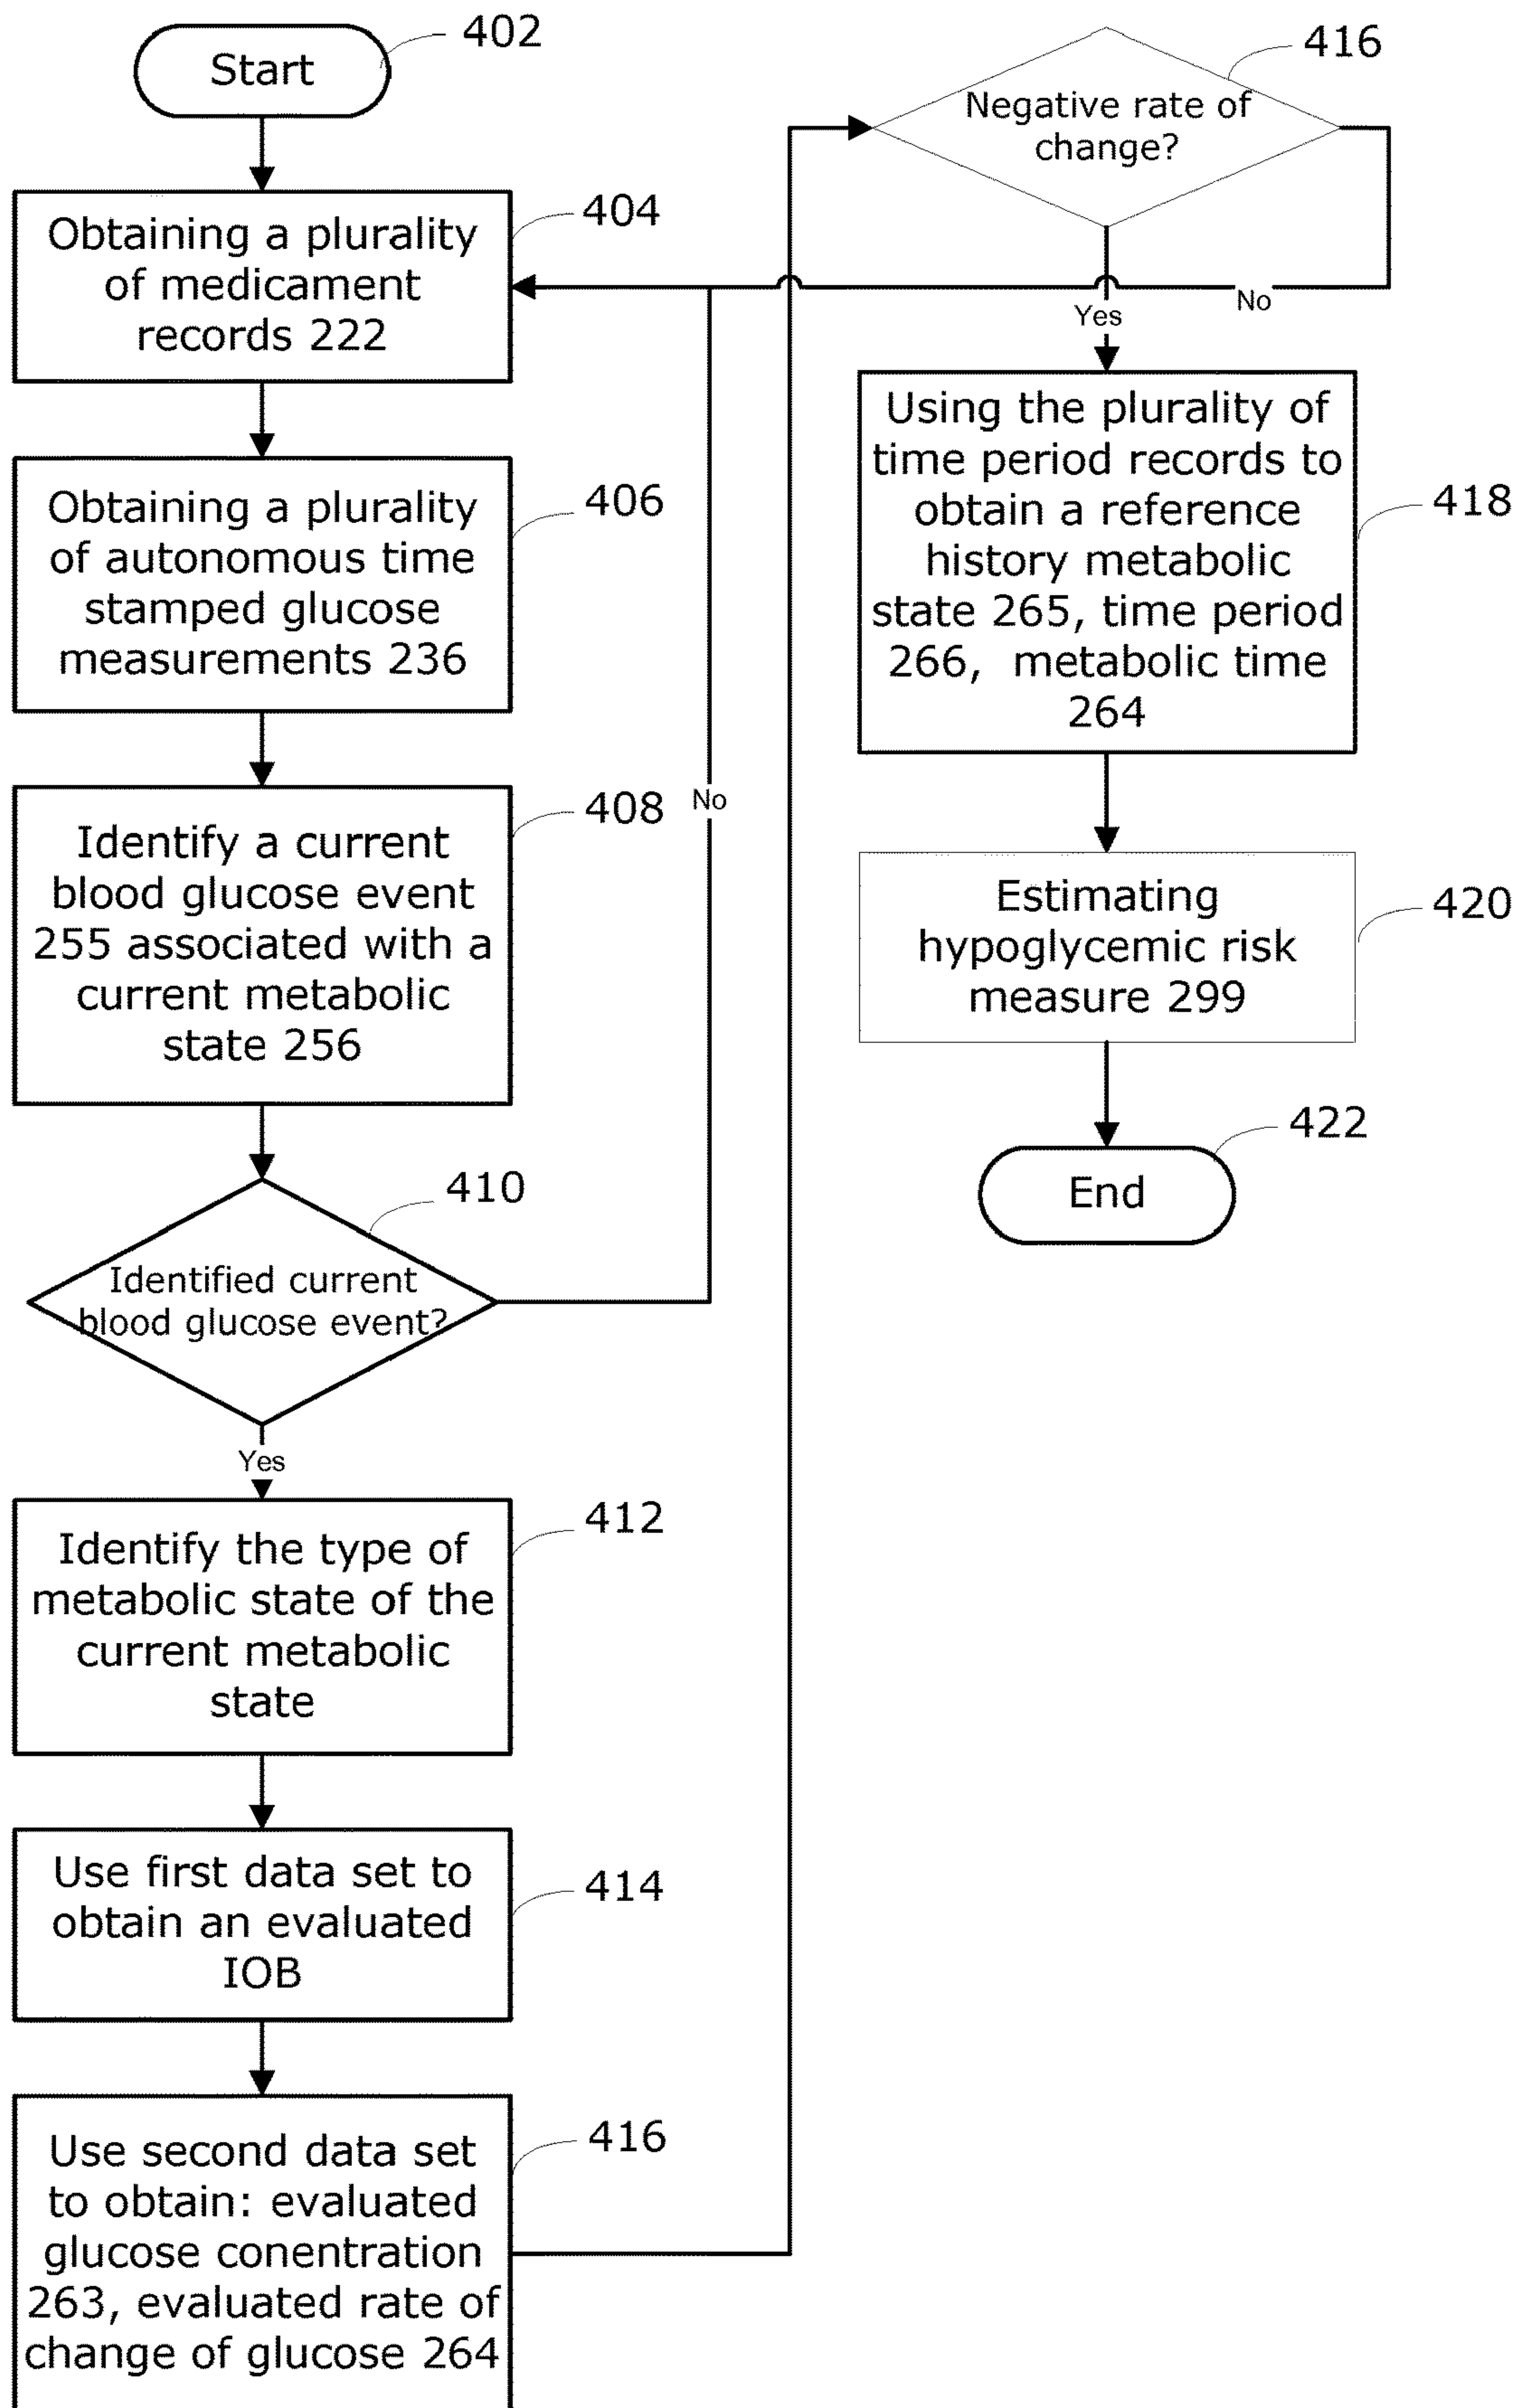 Start
402
Obtaining a plurality
of medicament
records 222
404
Obtaining a plurality
of autonomous time
stamped glucose
measurements 236
406
Identify a current
blood glucose event
255 associated with a
current metabolic
state 256
408
No
Identified current
blood glucose event?
410
Yes
Identify the type of
metabolic state of the
current metabolic
state
412
Use first data set to
obtain an evaluated
IOB
414
Use second data set
to obtain: evaluated
glucose conentration
263, evaluated rate of
change of glucose 264
416
Negative rate of
change?
416
No
Yes
Using the plurality of
time period records to
obtain a reference
history metabolic
state 265, time period
266, metabolic time
264
418
Estimating
hypoglycemic risk
measure 299
420
End
422